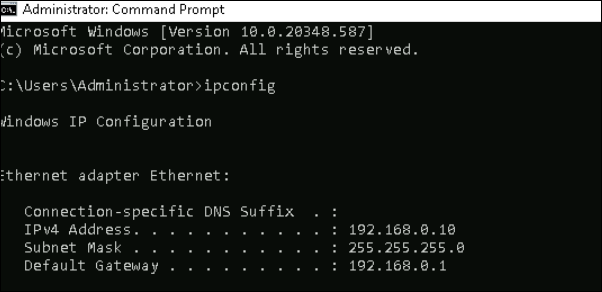 Administrator: Command Prompt
Microsoft Windows [Version 10.0.20348.587]
(c) Microsoft Corporation. All rights reserved.
C:\Users\Administrator>ipconfig
Windows IP Configuration
Ethernet adapter Ethernet:
Connection-specific DNS Suffix . :
IPv4 Address. . . . . . . . . . . : 192.168.0.10
Subnet Mask . . . . . . . . . . . : 255.255.255.0
Default Gateway . . . . . . . . . : 192.168.0.1